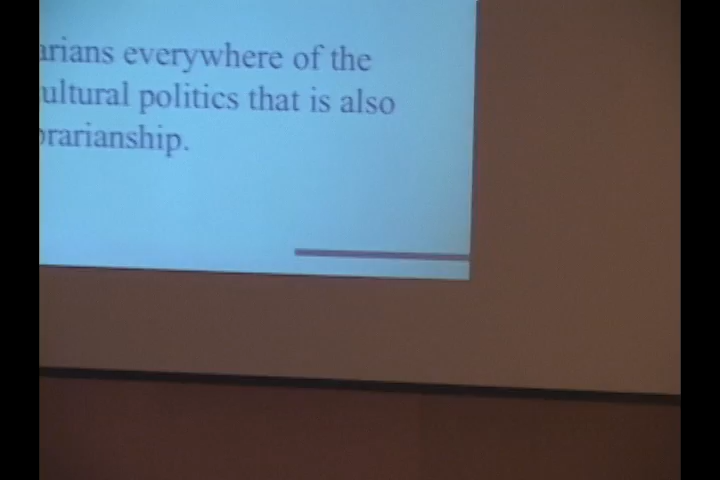 arians everywhere of the
ultural politics that is also
rarianship.